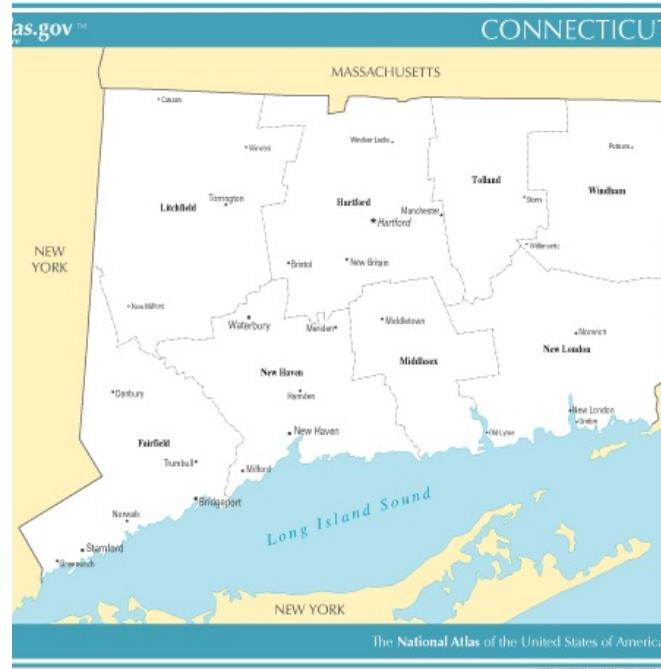 as.gov™
CONNECTICUT
MASSACHUSETTS
Canaan
Winsted
Windsor Locks
Putnam
Litchfield
Torrington
Hartford
Tolland
Windham
Storrs
Manchester
Hartford
Willimantic
NEW
YORK
Bristol
New Britain
New Milford
Waterbury
Meriden
Middletown
Norwich
New London
Middlesex
New Haven
Hamden
Danbury
New London
Groton
Old Lyme
New Haven
Fairfield
Trumbull
Milford
Bridgeport
Norwalk
Long Island Sound
Stamford
Greenwich
NEW YORK
The National Atlas of the United States of America